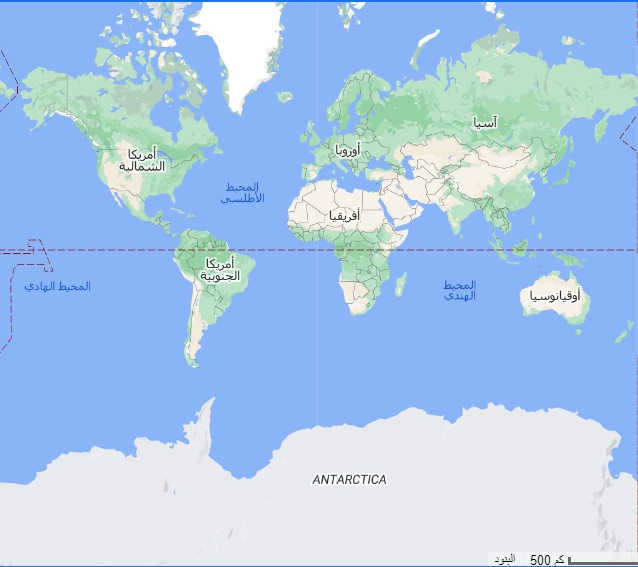 آسيا
أوروبا
أمريكا
الشمالية
المحيط
الأطلسي
أفريقيا
أمريكا
الجنوبية
المحيط الهادي
المحيط
الهندي
أوقيانوسيا
ANTARCTICA
البنود
500 كم